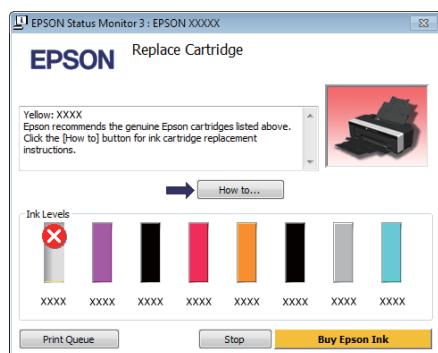 EPSON Status Monitor 3 : EPSON XXXXX
EPSON
Replace Cartridge
Yellow: XXXX
Epson recommends the genuine Epson cartridges listed above.
Click the [How to] button for ink cartridge replacement
instructions.
How to...
Ink Levels
XXXX XXXX XXXX XXXX XXXX XXXX XXXX XXXX
Print Queue Stop Buy Epson Ink